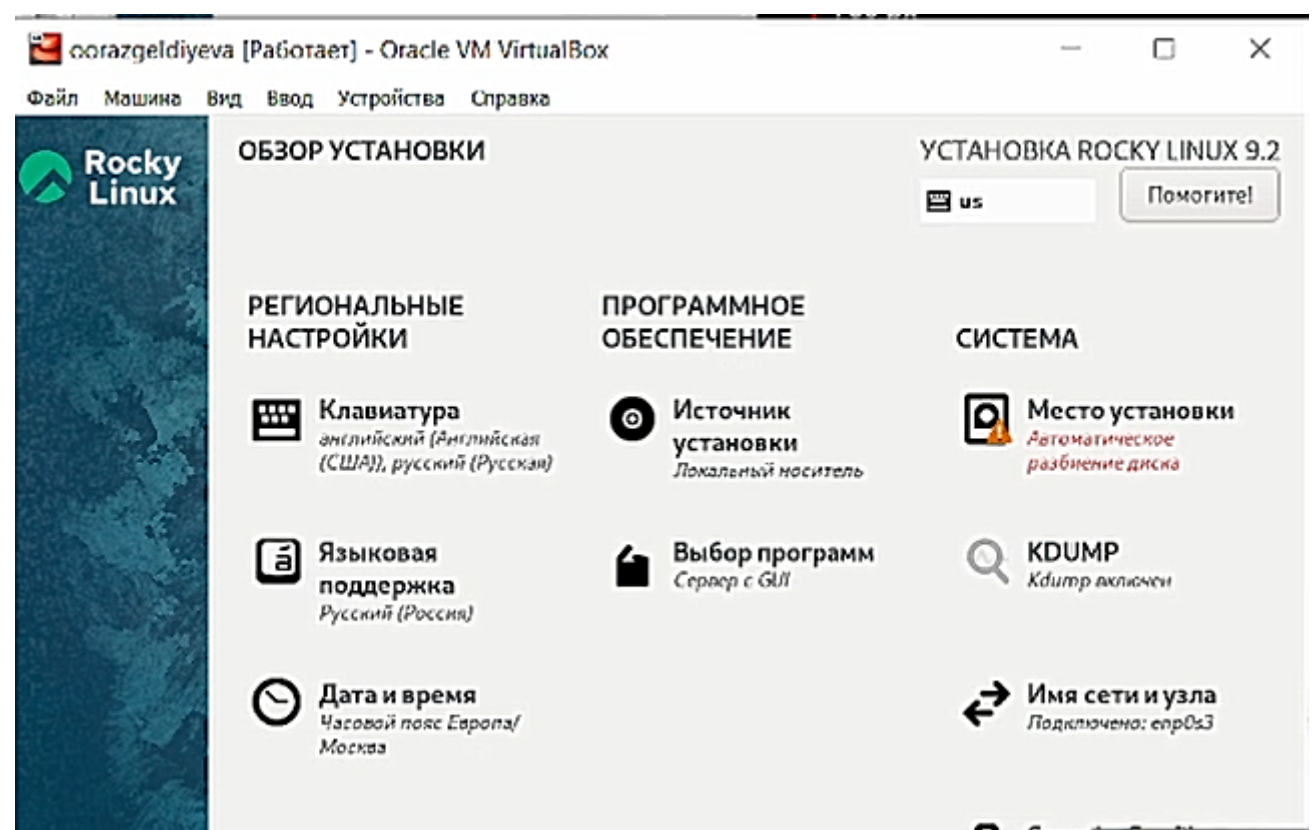 oorazgeldiyeva [Работает] - Oracle VM VirtualBox
Файл Машина Вид Ввод Устройства Справка
Rocky
Linux
ОБЗОР УСТАНОВКИ
УСТАНОВКА ROCKY LINUX 9.2
us
Помогите!
РЕГИОНАЛЬНЫЕ
НАСТРОЙКИ
Клавиатура
английский (Английская
(США)), русский (Русская)
Языковая
поддержка
Русский (Россия)
Дата и время
Часовой пояс Европа/
Москва
ПРОГРАММНОЕ
ОБЕСПЕЧЕНИЕ
Источник
установки
Локальный носитель
Выбор программ
Сервер с GUI
СИСТЕМА
Место установки
Автоматическое
разбиение диска
KDUMP
Kdump включен
Имя сети и узла
Подключено: enp0s3